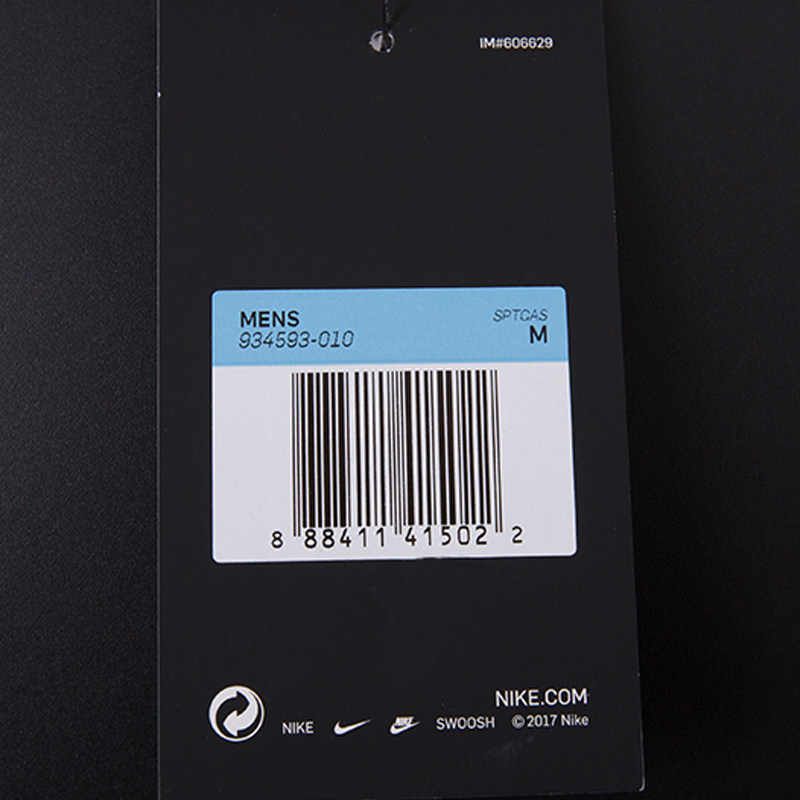 IM#606629
MENS
934593-010
SPTCAS
M
8 88411 41502 2
NIKE.COM
NIKE SWOOSH ©2017 Nike